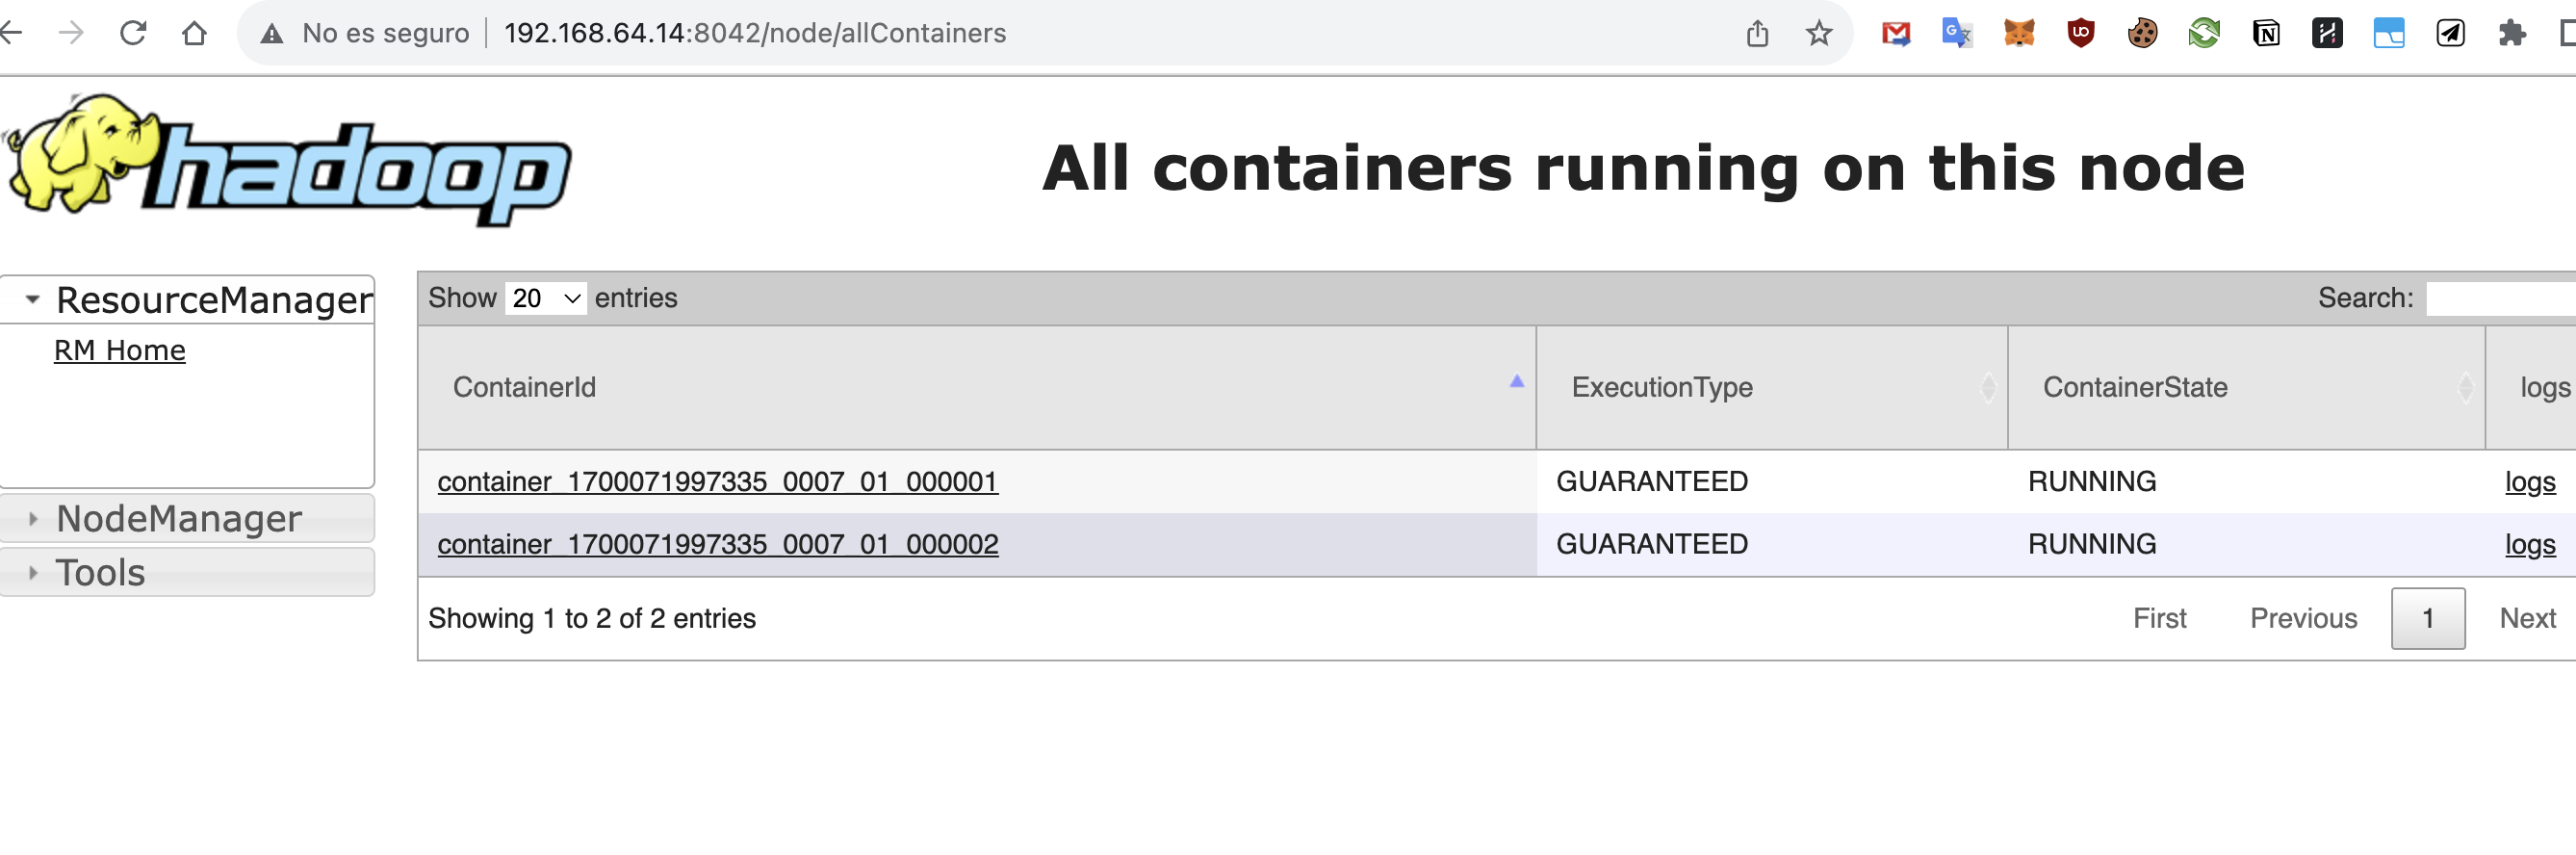 No es seguro 192.168.64.14:8042/node/allContainers
hadoop
All containers running on this node
ResourceManager
RM Home
NodeManager
Tools
Show 20 entries Search:
ContainerId ExecutionType ContainerState logs
container_1700071997335_0007_01_000001 GUARANTEED RUNNING logs
container_1700071997335_0007_01_000002 GUARANTEED RUNNING logs
Showing 1 to 2 of 2 entries First Previous 1 Next